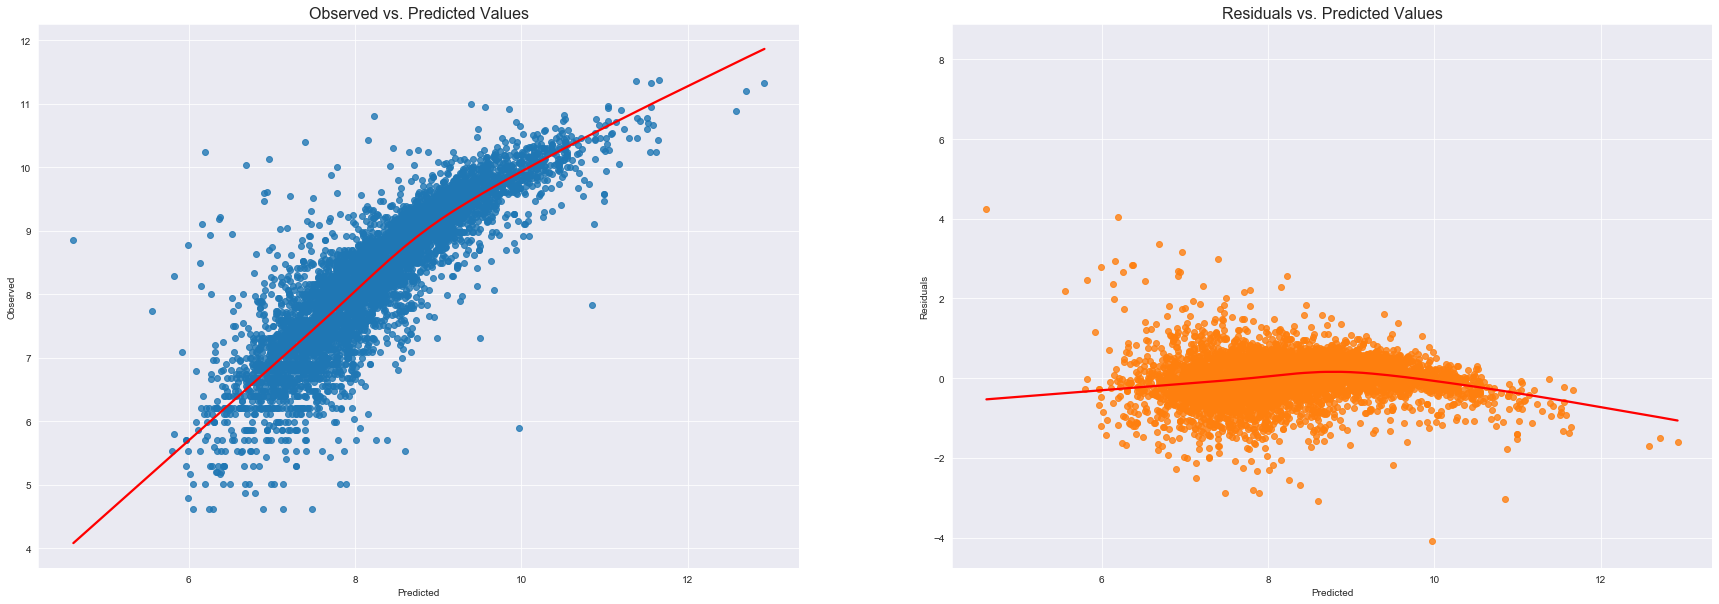 Observed vs. Predicted Values
12
11
10
9
8
7
6
5
4
Observed
6 8 10 12
Predicted
Residuals vs. Predicted Values
8
6
4
2
0
−2
−4
Residuals
6 8 10 12
Predicted